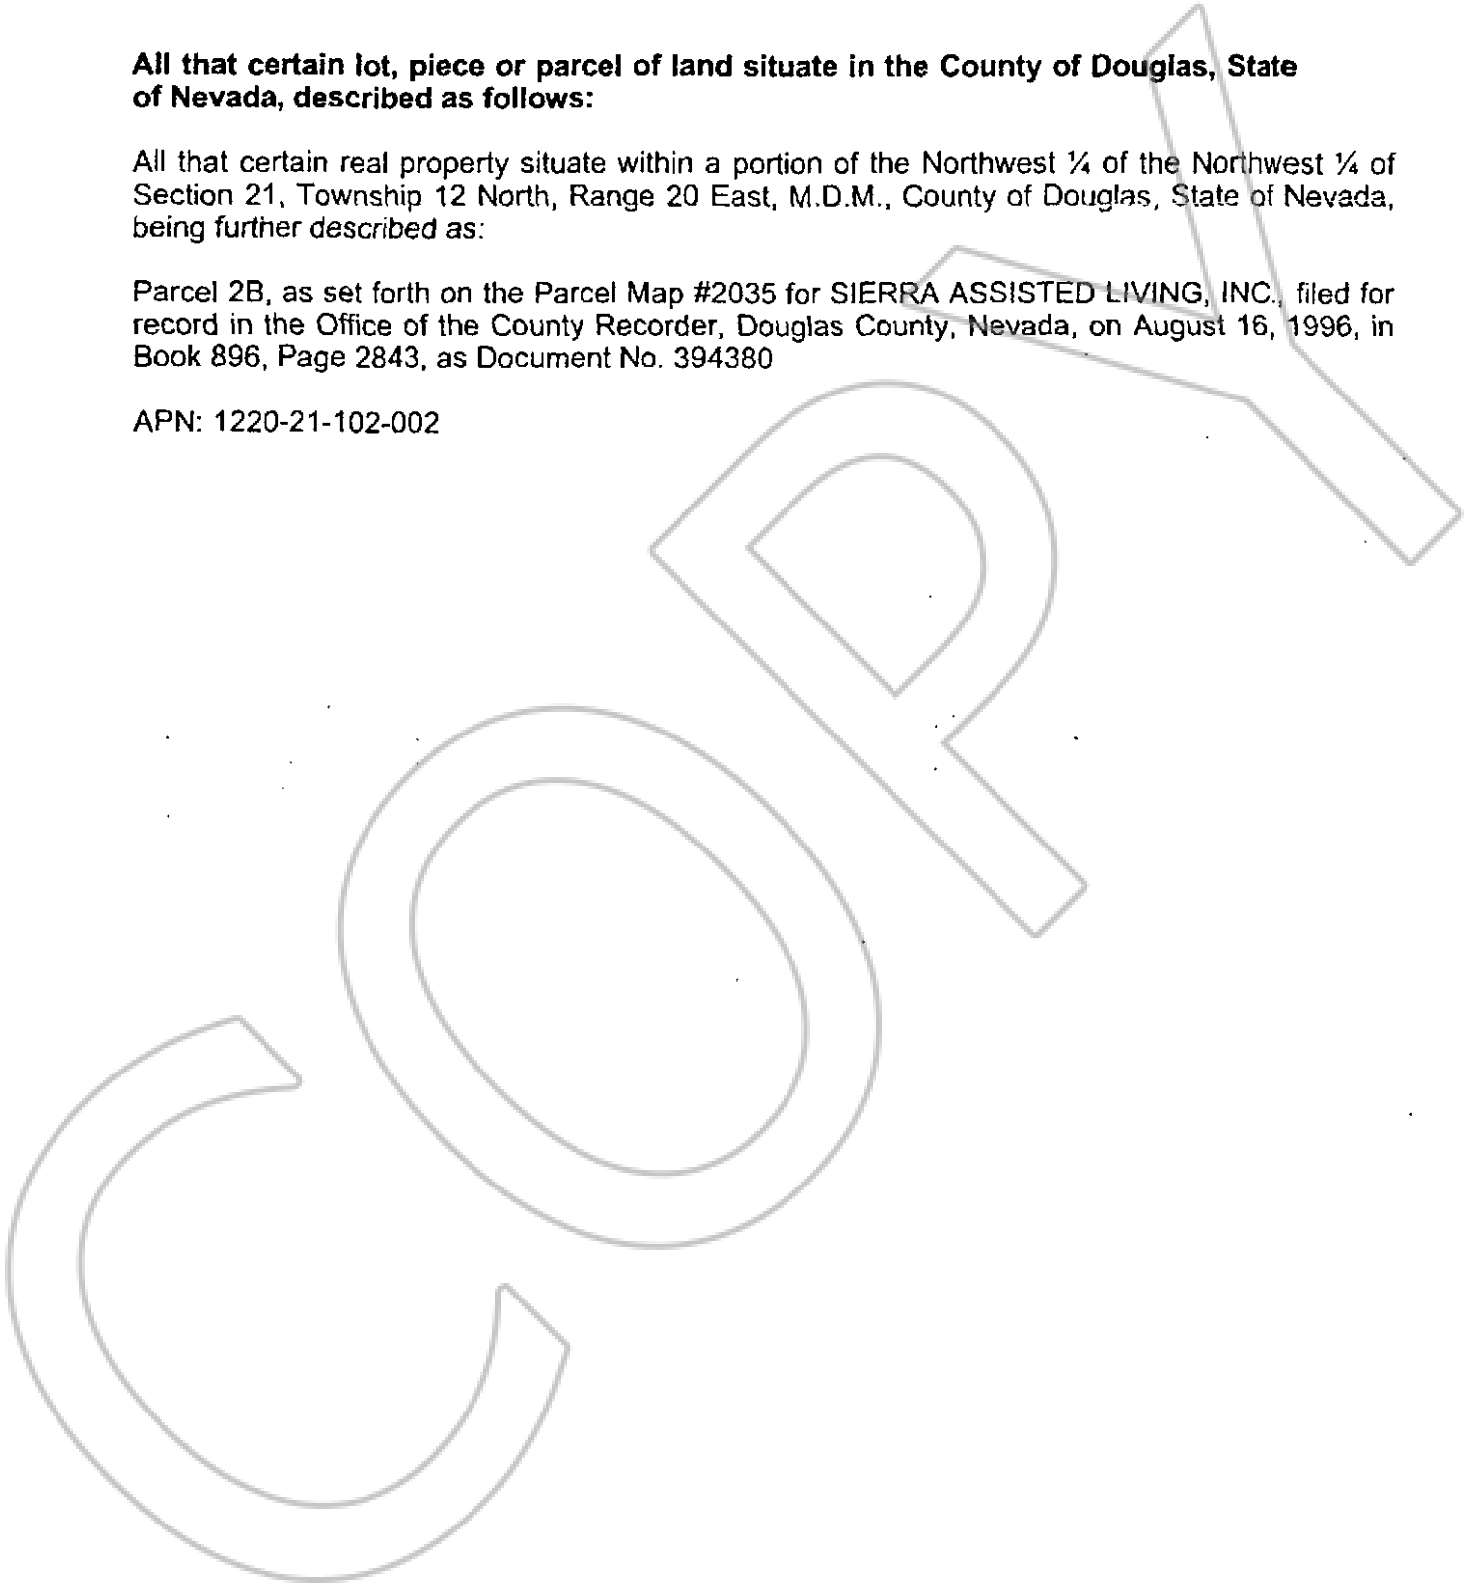 All that certain lot, piece or parcel of land situate in the County of Douglas, State
of Nevada, described as follows:
All that certain real property situate within a portion of the Northwest ¼ of the Northwest ¼ of
Section 21, Township 12 North, Range 20 East, M.D.M., County of Douglas, State of Nevada,
being further described as:
Parcel 2B, as set forth on the Parcel Map #2035 for SIERRA ASSISTED LIVING, INC., filed for
record in the Office of the County Recorder, Douglas County, Nevada, on August 16, 1996, in
Book 896, Page 2843, as Document No. 394380
APN: 1220-21-102-002
COPY